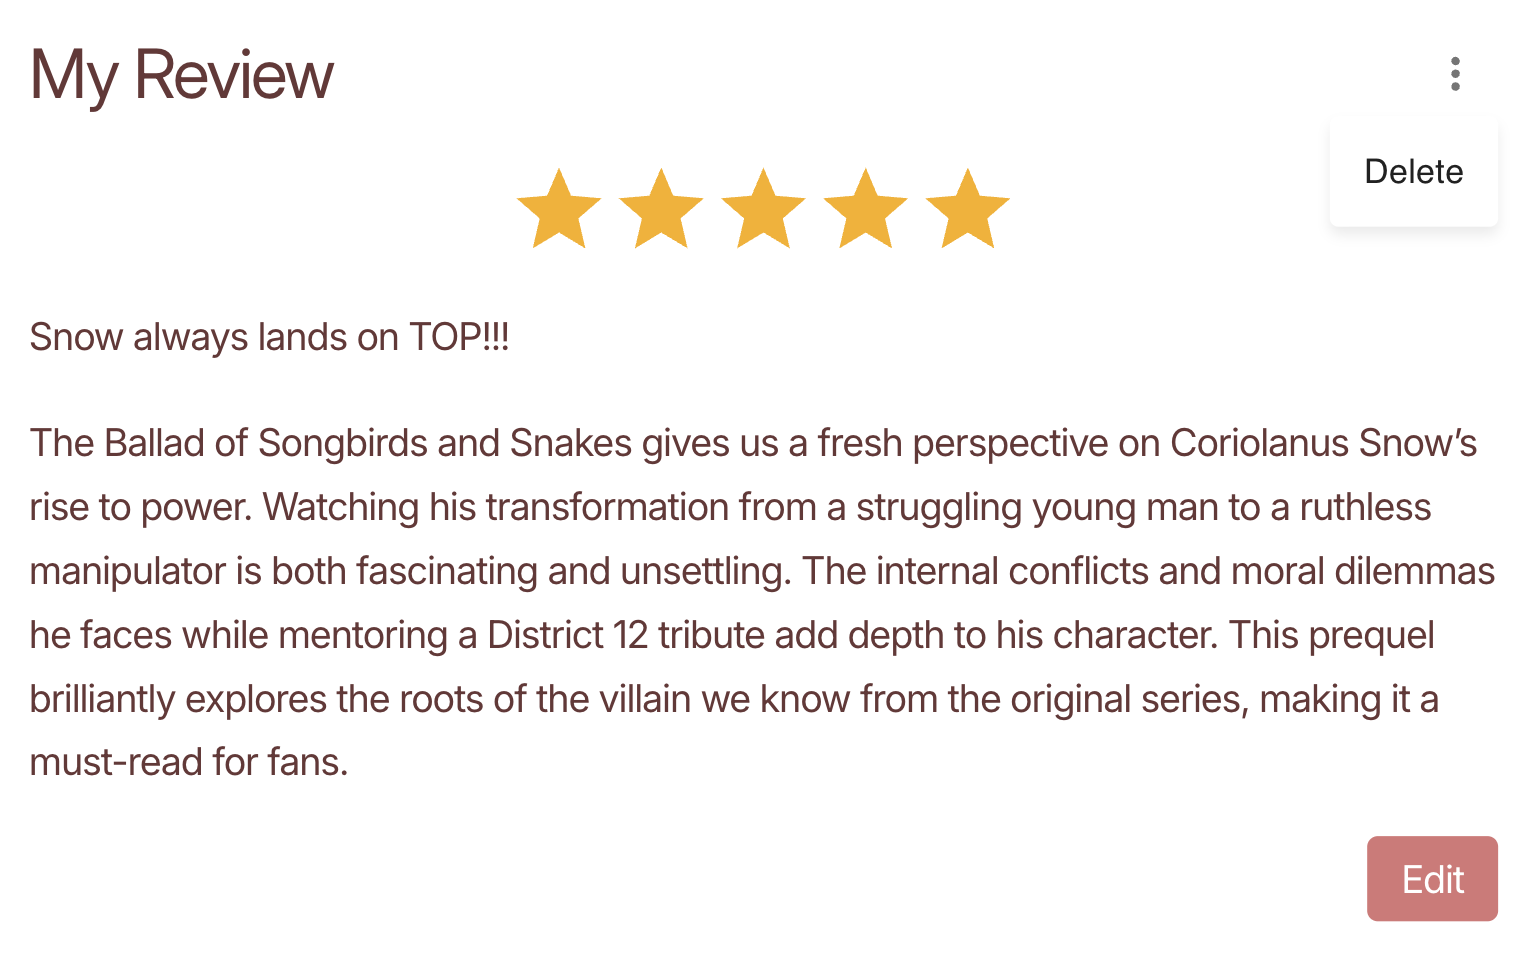 My Review
Delete
Snow always lands on TOP!!!
The Ballad of Songbirds and Snakes gives us a fresh perspective on Coriolanus Snow’s
rise to power. Watching his transformation from a struggling young man to a ruthless
manipulator is both fascinating and unsettling. The internal conflicts and moral dilemmas
he faces while mentoring a District 12 tribute add depth to his character. This prequel
brilliantly explores the roots of the villain we know from the original series, making it a
must-read for fans.
Edit